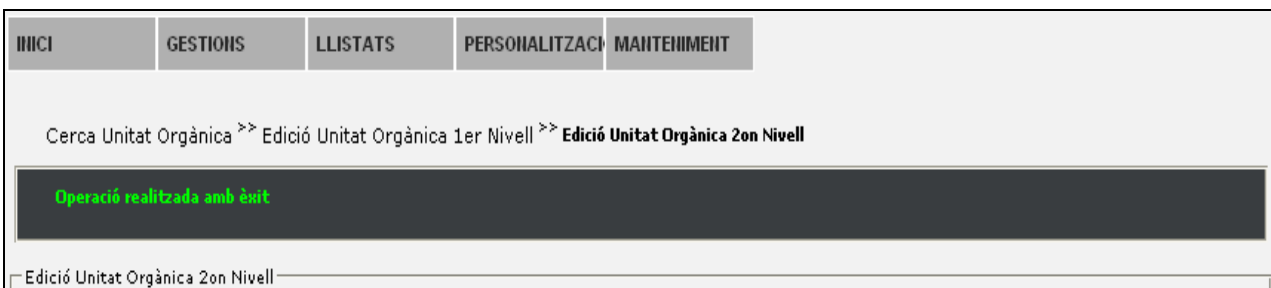 INICI GESTIONS LLISTATS PERSONALITZACI MANTENIMENT
Cerca Unitat Orgànica >> Edició Unitat Orgànica 1er Nivell >> Edició Unitat Orgànica 2on Nivell
Operació realitzada amb èxit
Edició Unitat Orgànica 2on Nivell